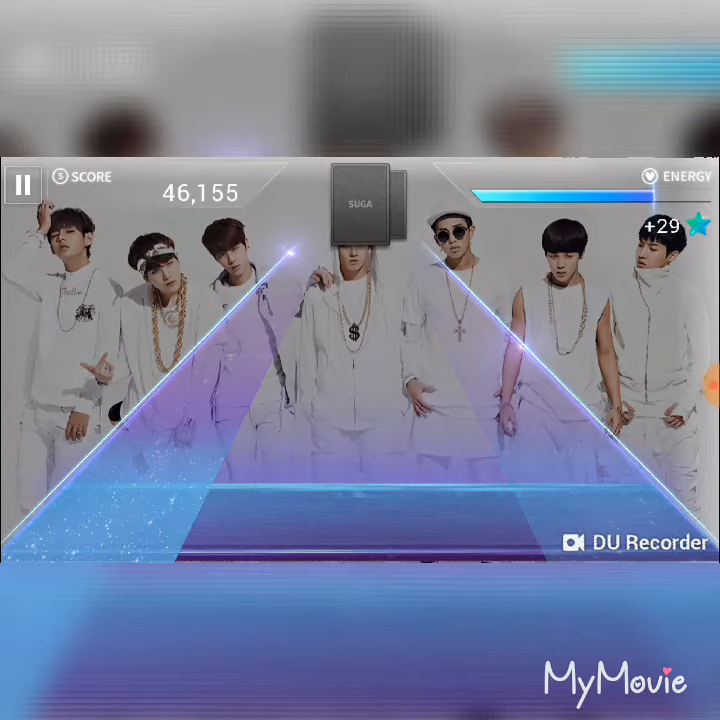 SCORE
46,155
SUGA
ENERGY
+29
$
DU Recorder
MyMovie